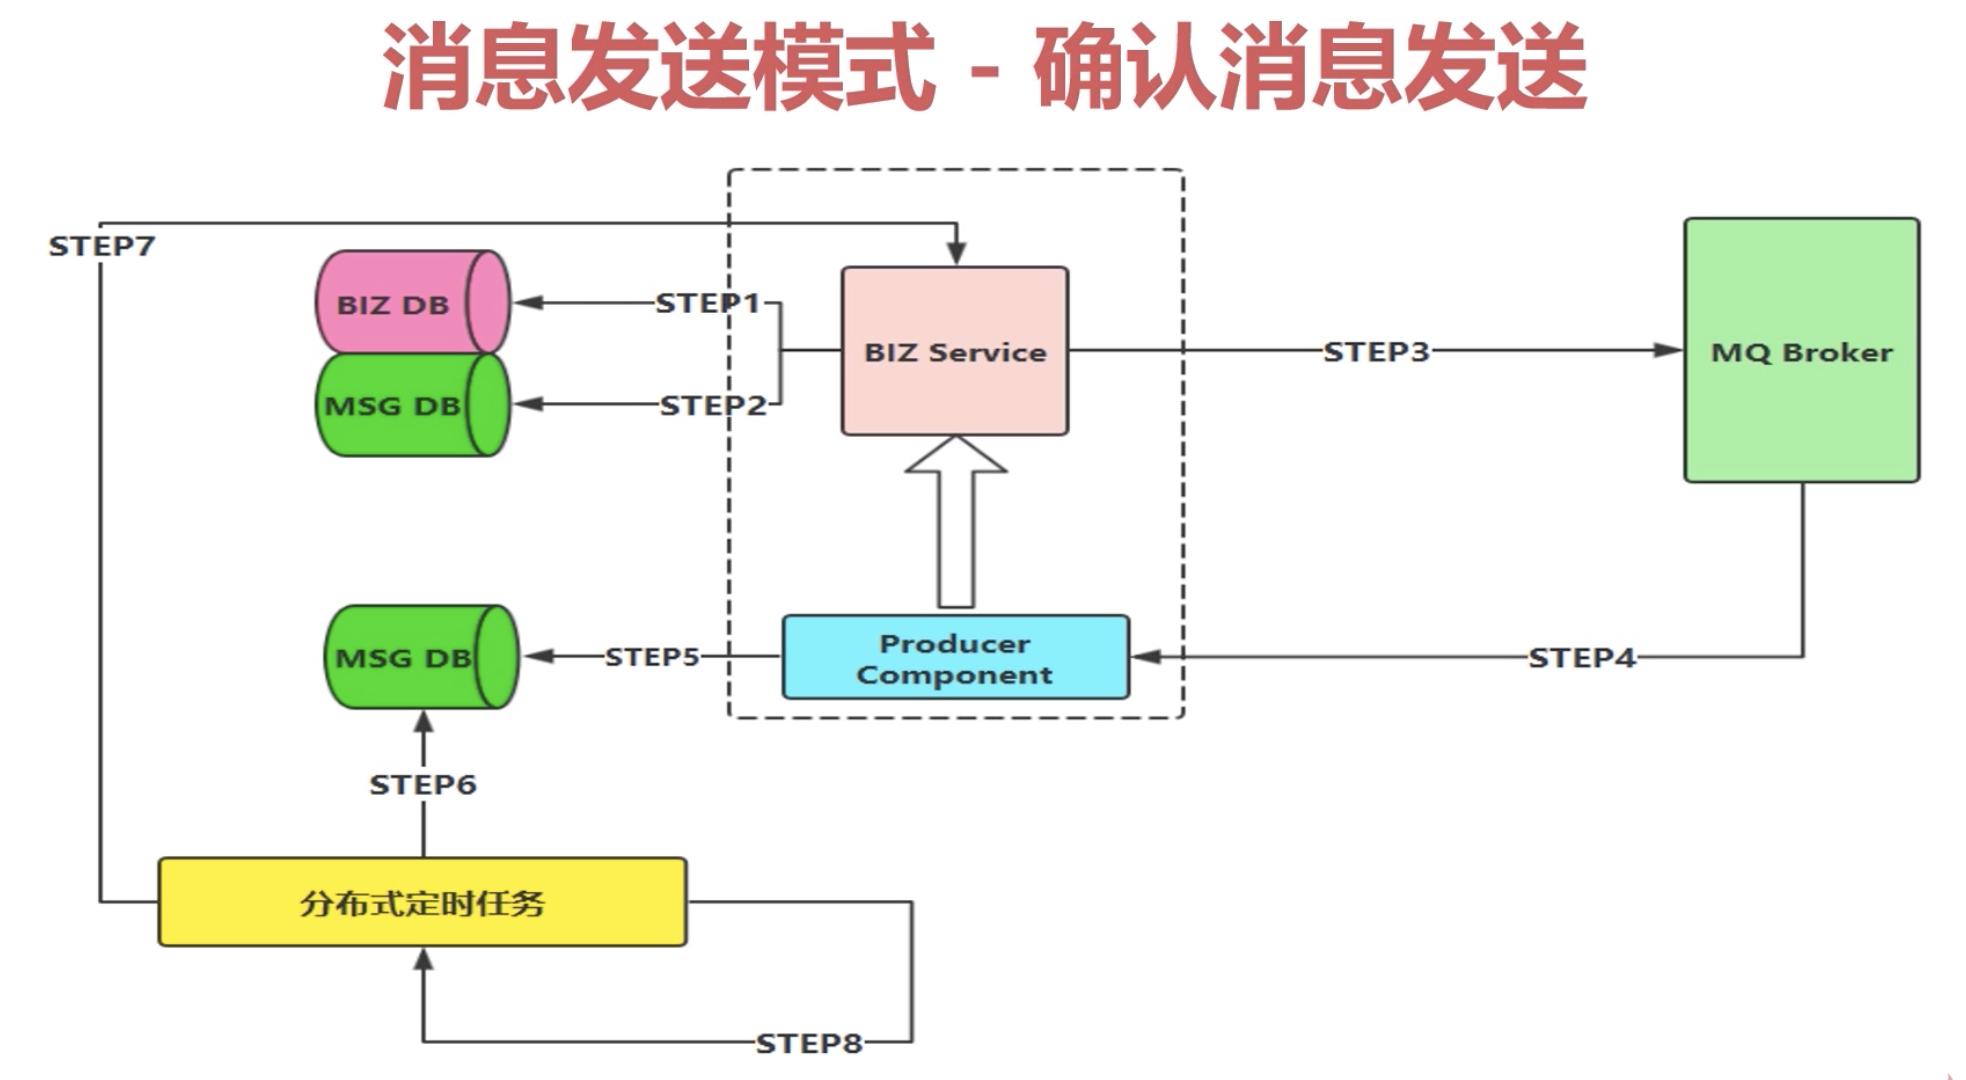 消息发送模式 - 确认消息发送
STEP7
BIZ DB
STEP1
MSG DB
STEP2
BIZ Service
STEP3
MQ Broker
MSG DB
STEP5
Producer
Component
STEP4
STEP6
分布式定时任务
STEP8